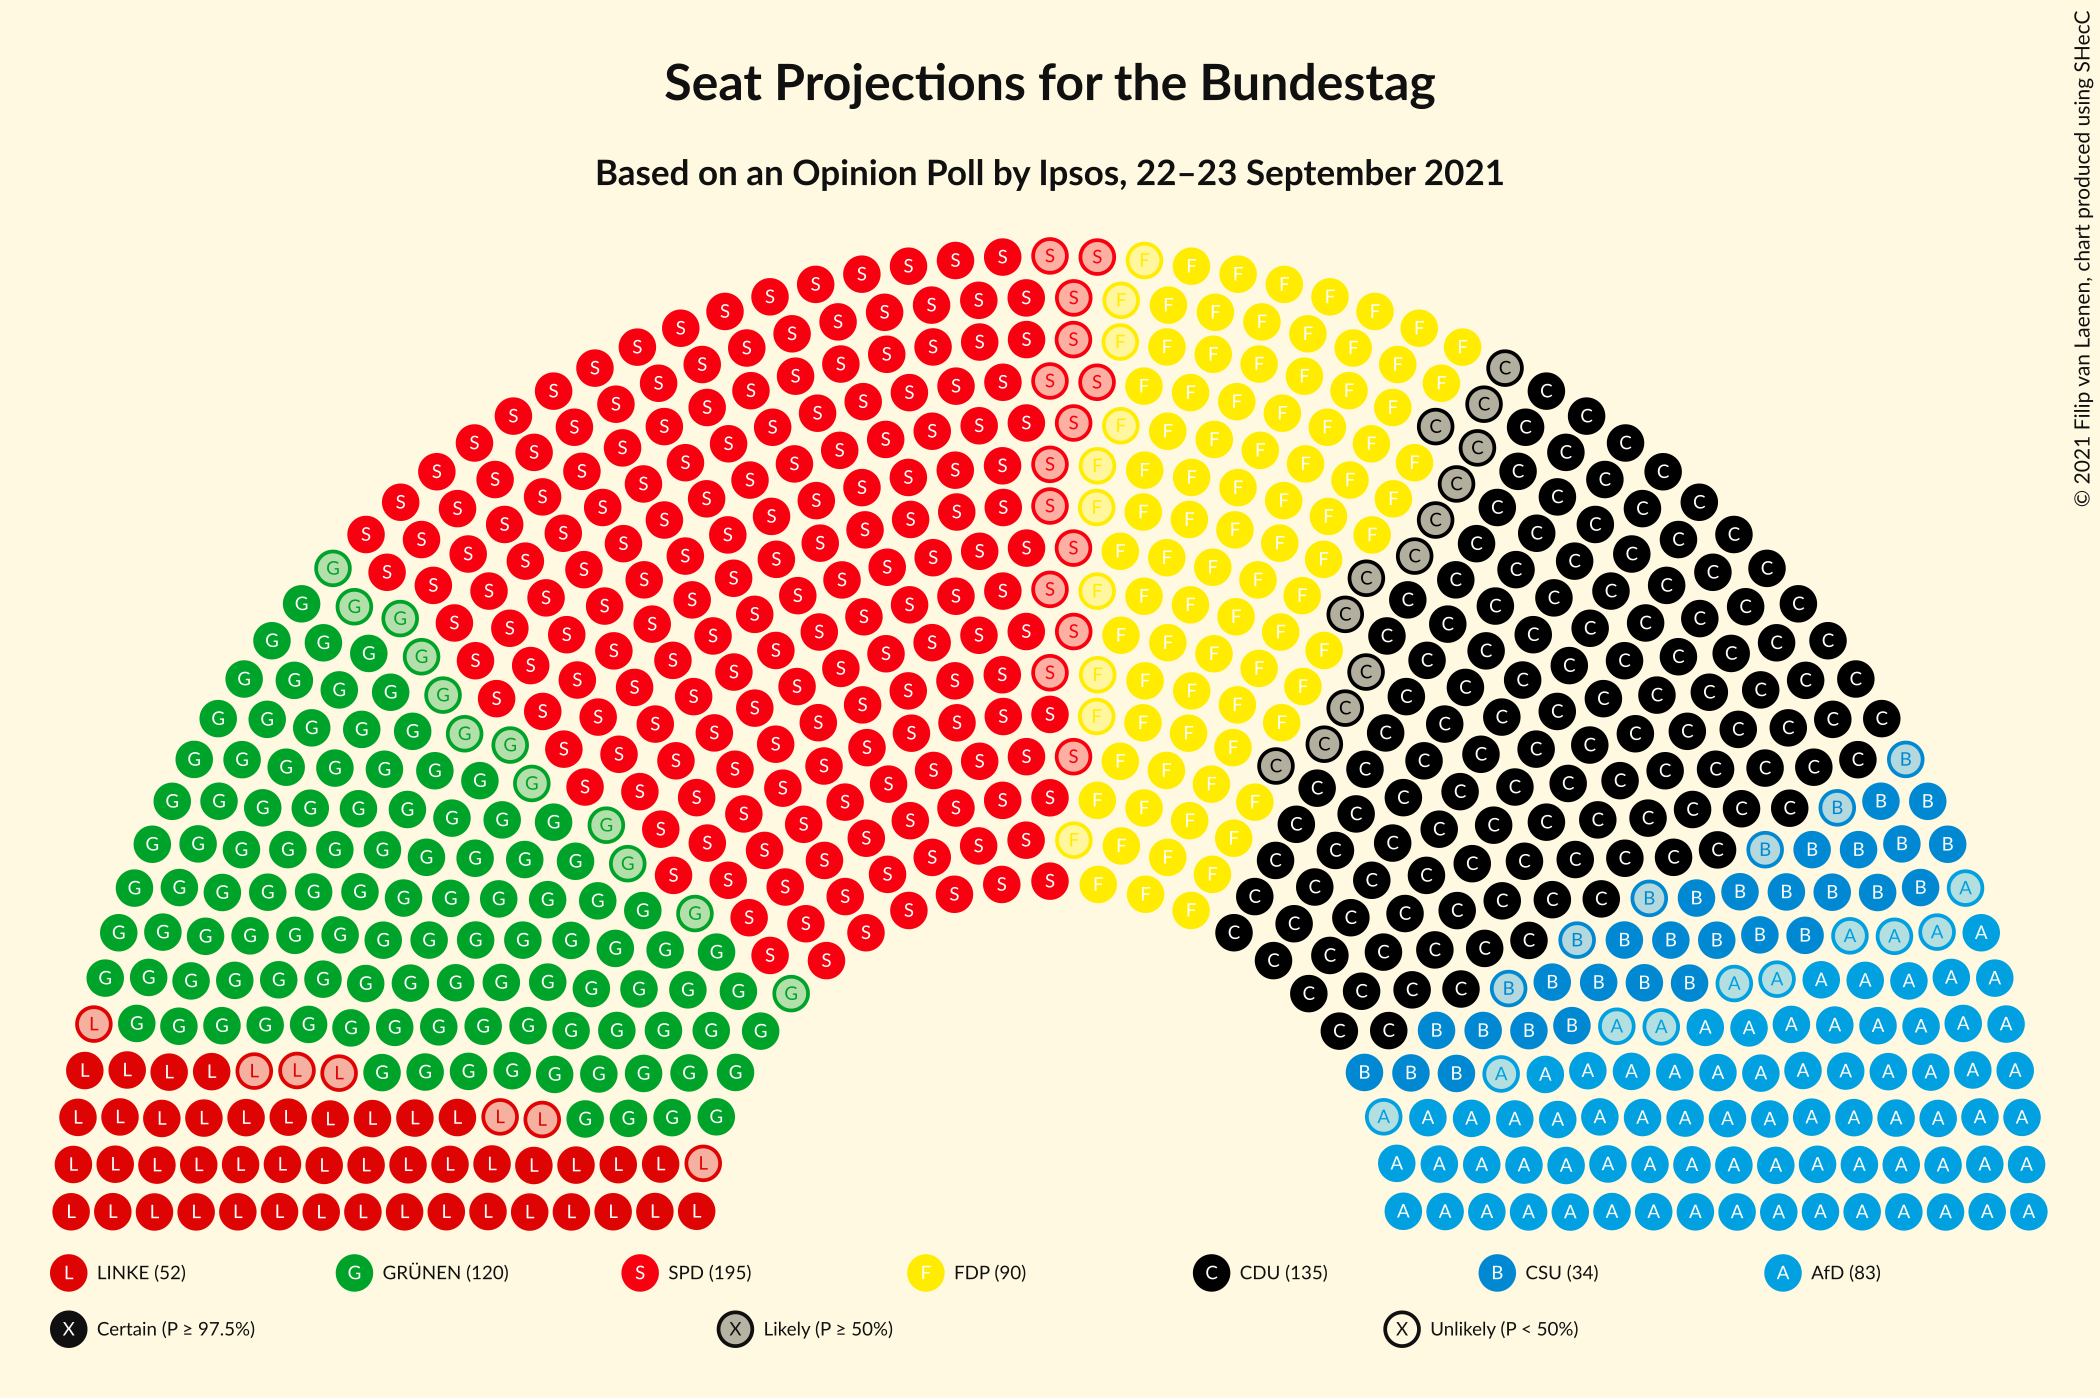 Seat Projections for the Bundestag
Based on an Opinion Poll by Ipsos, 22–23 September 2021
© 2021 Filip van Laenen, chart produced using SHecC
L LINKE (52) G GRÜNEN (120) S SPD (195) F FDP (90) C CDU (135) B CSU (34) A AfD (83)
X Certain (P ≥ 97.5%) X Likely (P ≥ 50%) X Unlikely (P < 50%)